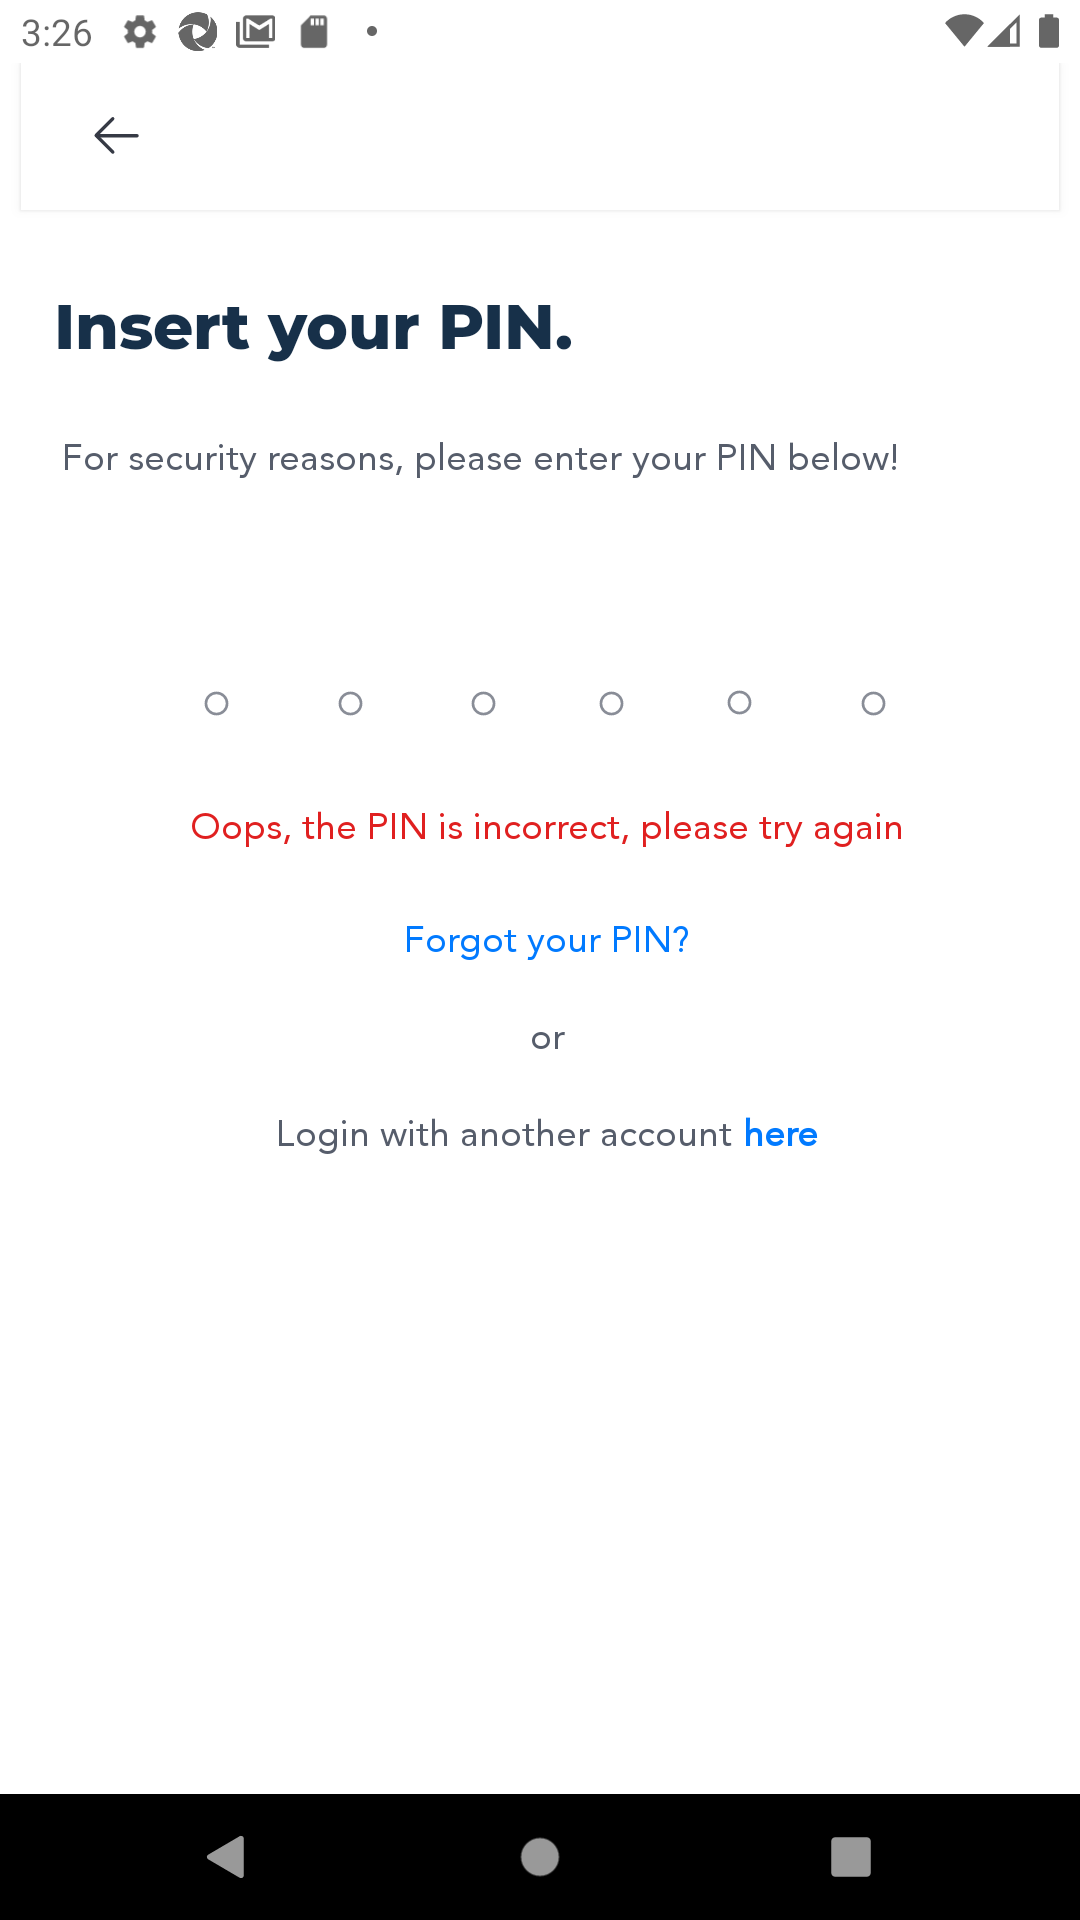 3:26
Insert your PIN.
For security reasons, please enter your PIN below!
Oops, the PIN is incorrect, please try again
Forgot your PIN?
or
Login with another account here